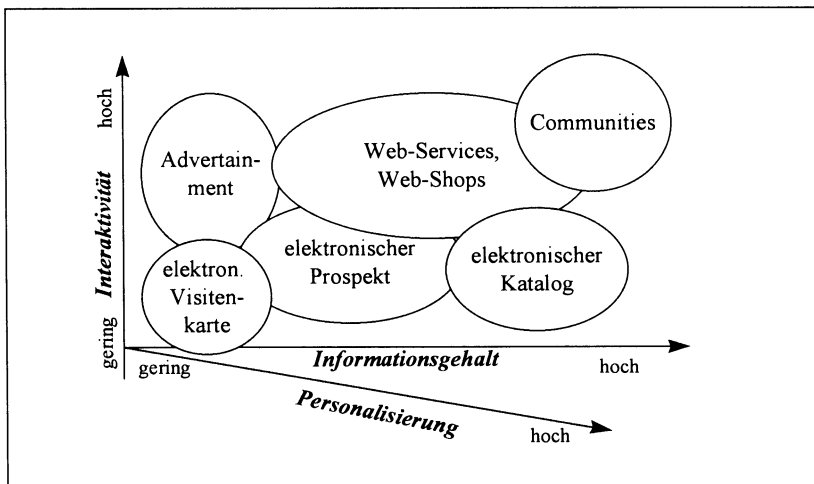 hoch
Interaktivität
gering
Advertain-
ment
Web-Services,
Web-Shops
Communities
elektron.
Visiten-
karte
elektronischer
Prospekt
elektronischer
Katalog
gering
Informationsgehalt
hoch
Personalisierung
hoch